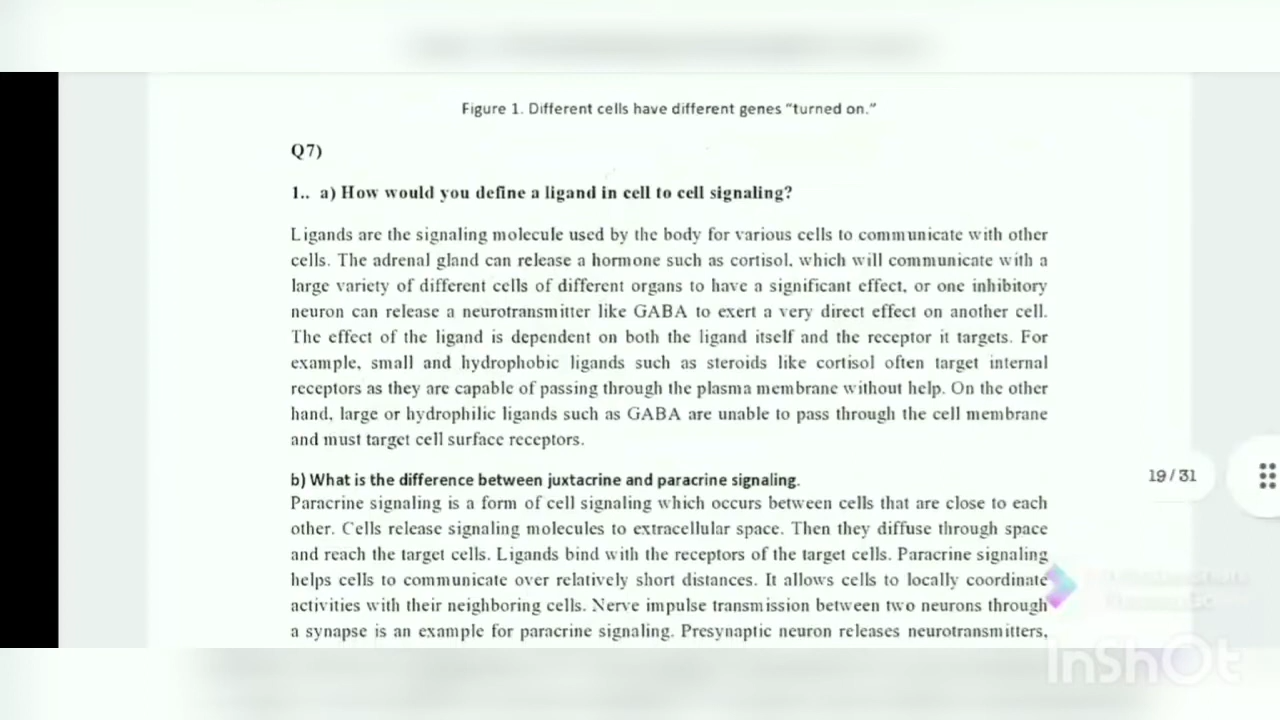 Figure 1. Different cells have different genes “turned on.”
Q7)
1.. a) How would you define a ligand in cell to cell signaling?
Ligands are the signaling molecule used by the body for various cells to communicate with other
cells. The adrenal gland can release a hormone such as cortisol, which will communicate with a
large variety of different cells of different organs to have a significant effect, or one inhibitory
neuron can release a neurotransmitter like GABA to exert a very direct effect on another cell.
The effect of the ligand is dependent on both the ligand itself and the receptor it targets. For
example, small and hydrophobic ligands such as steroids like cortisol often target internal
receptors as they are capable of passing through the plasma membrane without help. On the other
hand, large or hydrophilic ligands such as GABA are unable to pass through the cell membrane
and must target cell surface receptors.
b) What is the difference between juxtacrine and paracrine signaling.
19 / 31
Paracrine signaling is a form of cell signaling which occurs between cells that are close to each
other. Cells release signaling molecules to extracellular space. Then they diffuse through space
and reach the target cells. Ligands bind with the receptors of the target cells. Paracrine signaling
helps cells to communicate over relatively short distances. It allows cells to locally coordinate
activities with their neighboring cells. Nerve impulse transmission between two neurons through
a synapse is an example for paracrine signaling. Presynaptic neuron releases neurotransmitters,
InShOt